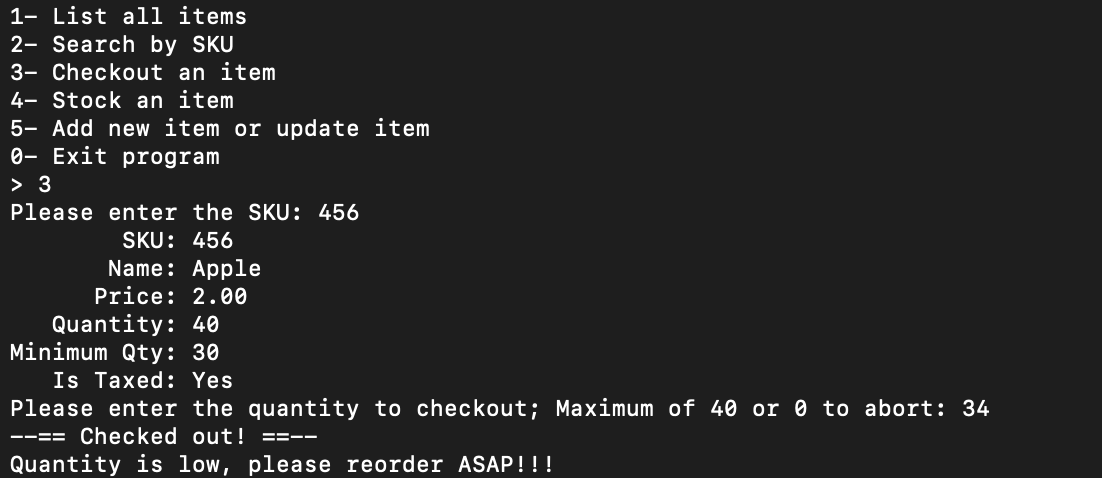 1- List all items
2- Search by SKU
3- Checkout an item
4- Stock an item
5- Add new item or update item
0- Exit program
> 3
Please enter the SKU: 456
        SKU: 456
       Name: Apple
      Price: 2.00
   Quantity: 40
Minimum Qty: 30
   Is Taxed: Yes
Please enter the quantity to checkout; Maximum of 40 or 0 to abort: 34
--== Checked out! ==--
Quantity is low, please reorder ASAP!!!